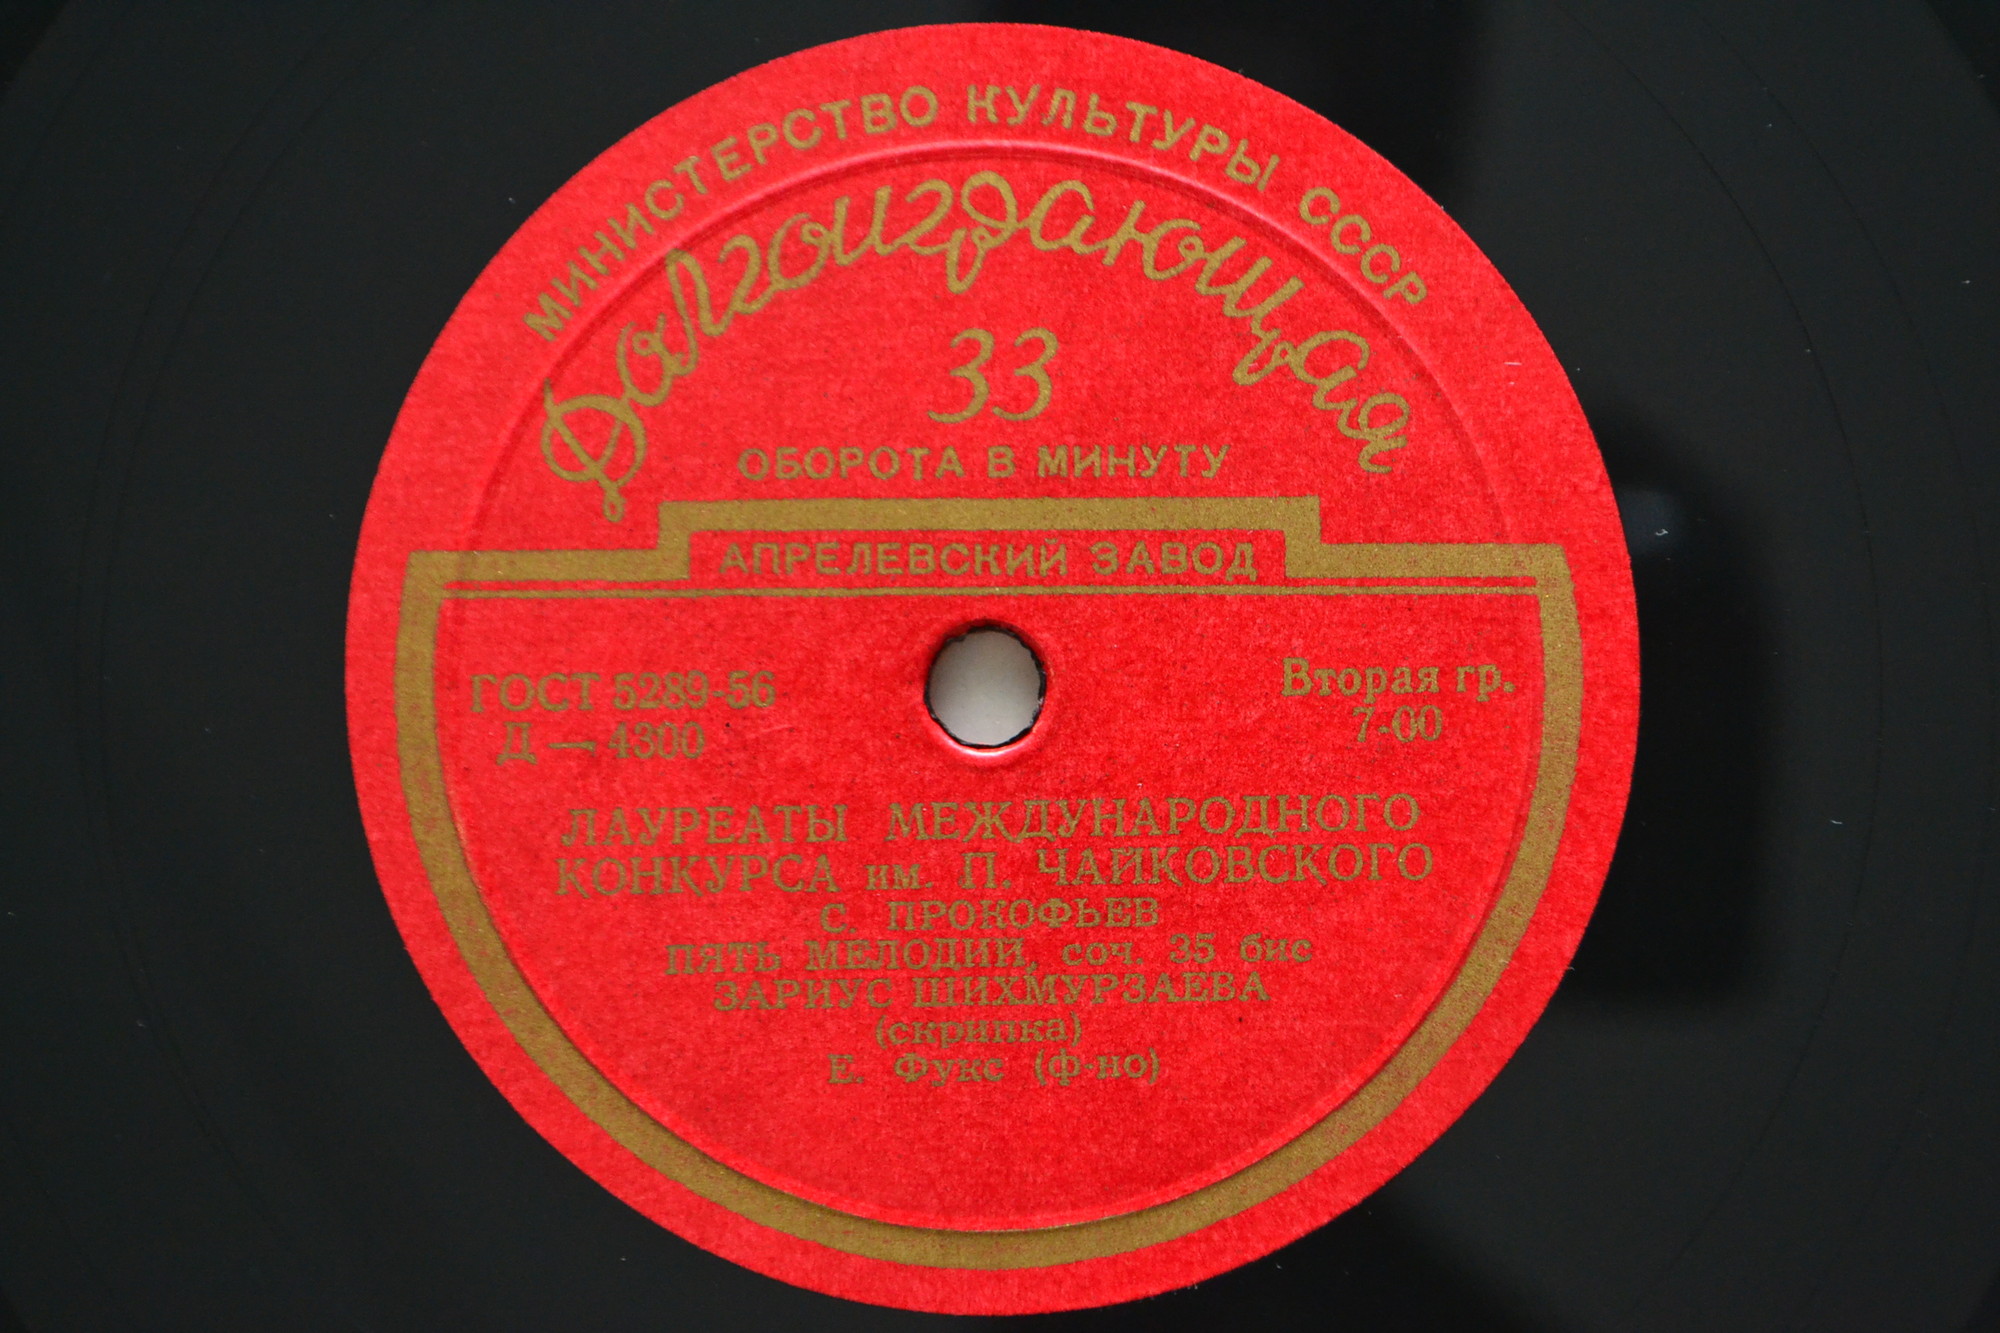 МИНИСТЕРСТВО КУЛЬТУРЫ СССР
Долгоиграющая
33
ОБОРОТА В МИНУТУ
АПРЕЛЕВСКИЙ ЗАВОД
ГОСТ 5289-56
Д — 4300
Вторая гр.
7-00
ЛАУРЕАТЫ МЕЖДУНАРОДНОГО
КОНКУРСА им. П. ЧАЙКОВСКОГО
С. ПРОКОФЬЕВ
ПЯТЬ МЕЛОДИЙ, соч. 35 бис
ЗАРИУС ШИХМУРЗАЕВА
(скрипка)
Е. Фукс (ф-но)